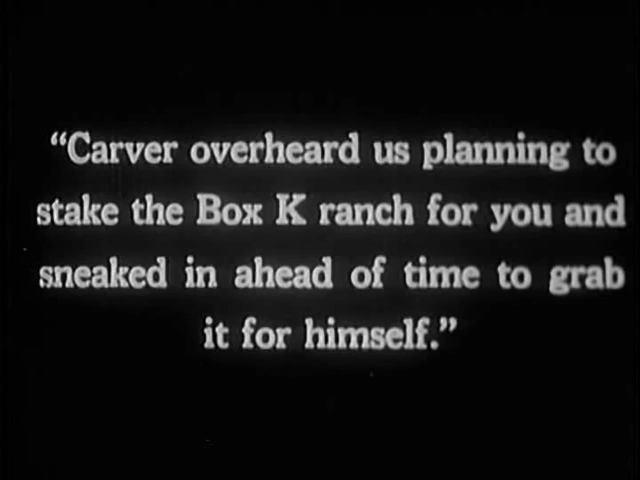 “Carver overheard us planning to
stake the Box K ranch for you and
sneaked in ahead of time to grab
it for himself.”